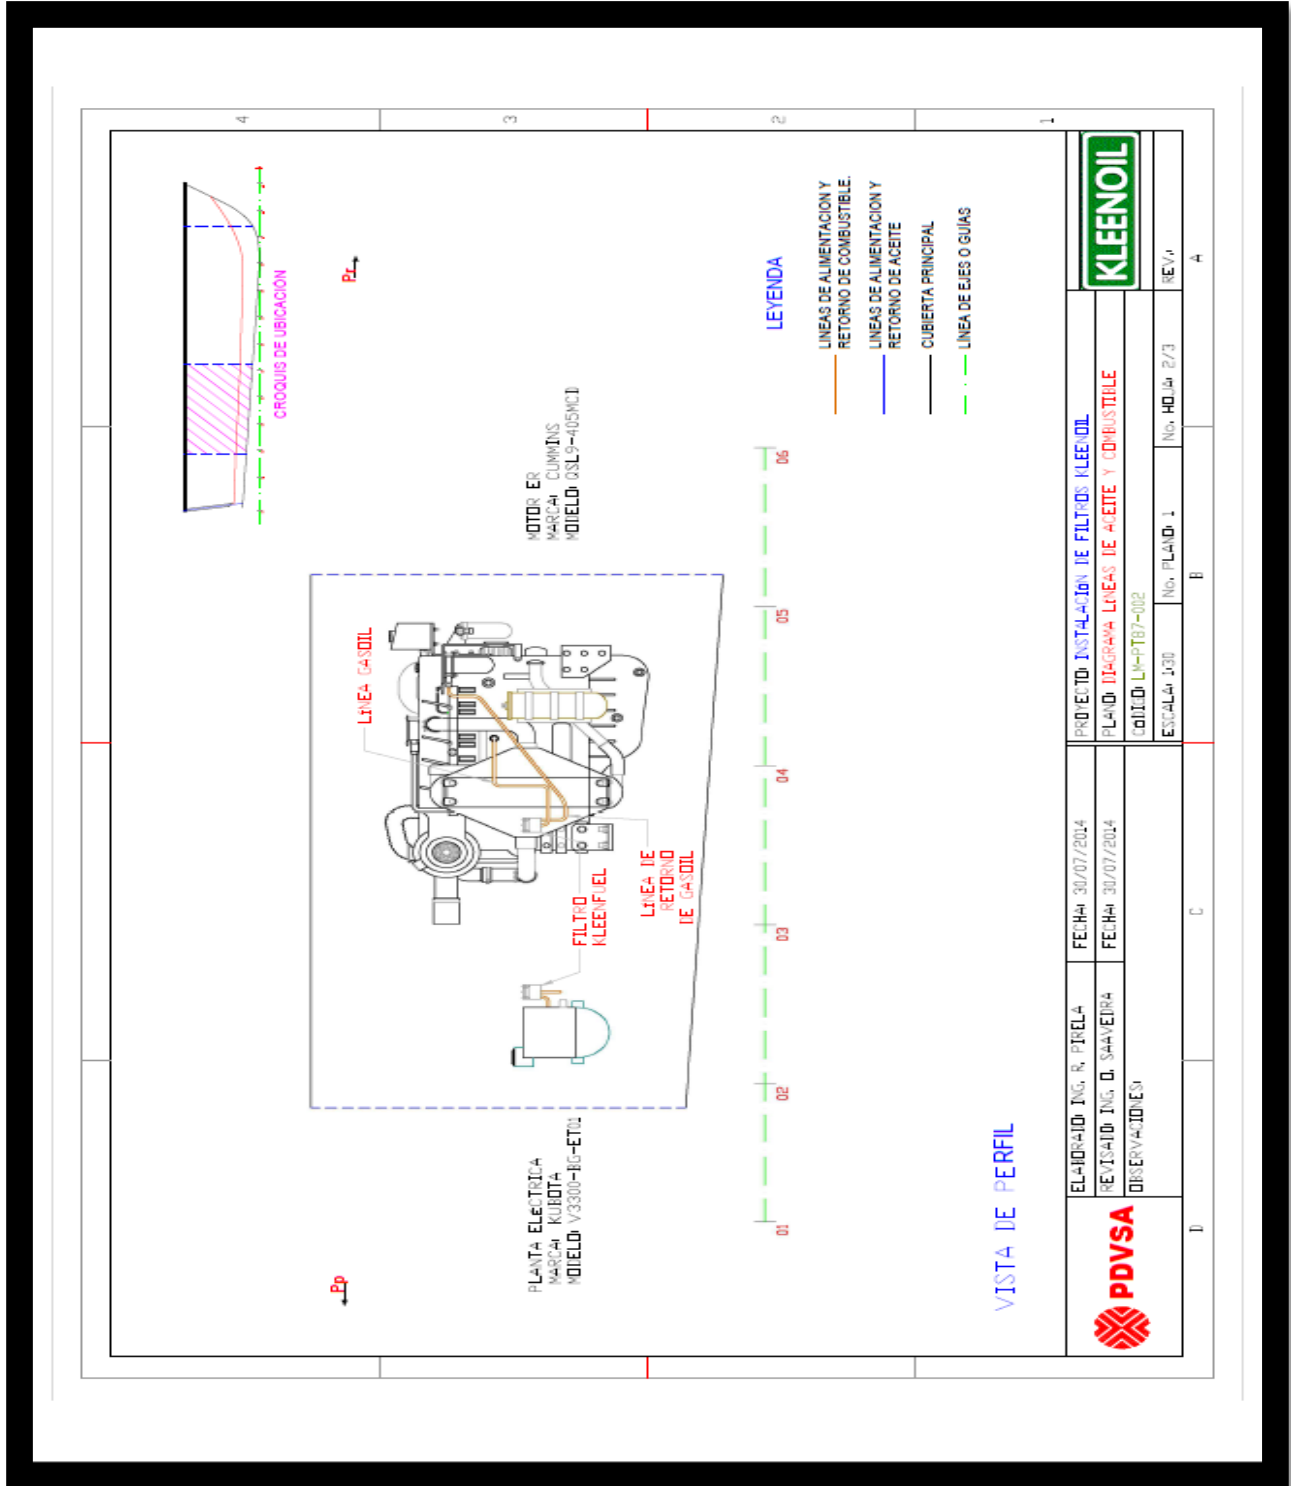 4
3
2
1
CROQUIS DE UBICACIÓN
Pr
Pp
LÍNEA GASOIL
MOTOR ER
MARCA: CUMMINS
MODELO: QSL9-405MCD
PLANTA ELéCTRICA
MARCA: KUBOTA
MODELO: V3300-BG-ET01
FILTRO
KLEENFUEL
LÍNEA DE
RETORNO
DE GASOIL
01
02
03
04
05
06
LEYENDA
LINEAS DE ALIMENTACION Y
RETORNO DE COMBUSTIBLE.
LINEAS DE ALIMENTACION Y
RETORNO DE ACEITE
CUBIERTA PRINCIPAL
LÍNEA DE EJES O GUÍAS
VISTA DE PERFIL
PDVSA
ELABORADO: ING. R. PIRELA
FECHA: 30/07/2014
REVISADO: ING. O. SAAVEDRA
FECHA: 30/07/2014
OBSERVACIONES:
PROYECTO: INSTALACIóN DE FILTROS KLEENOIL
PLANO: DIAGRAMA LíNEAS DE ACEITE Y COMBUSTIBLE
CóDIGO: LM-PT87-002
ESCALA: 1:30
No. PLANO: 1
No. HOJA: 2/3
REV.:
KLEENOIL
D
C
B
A